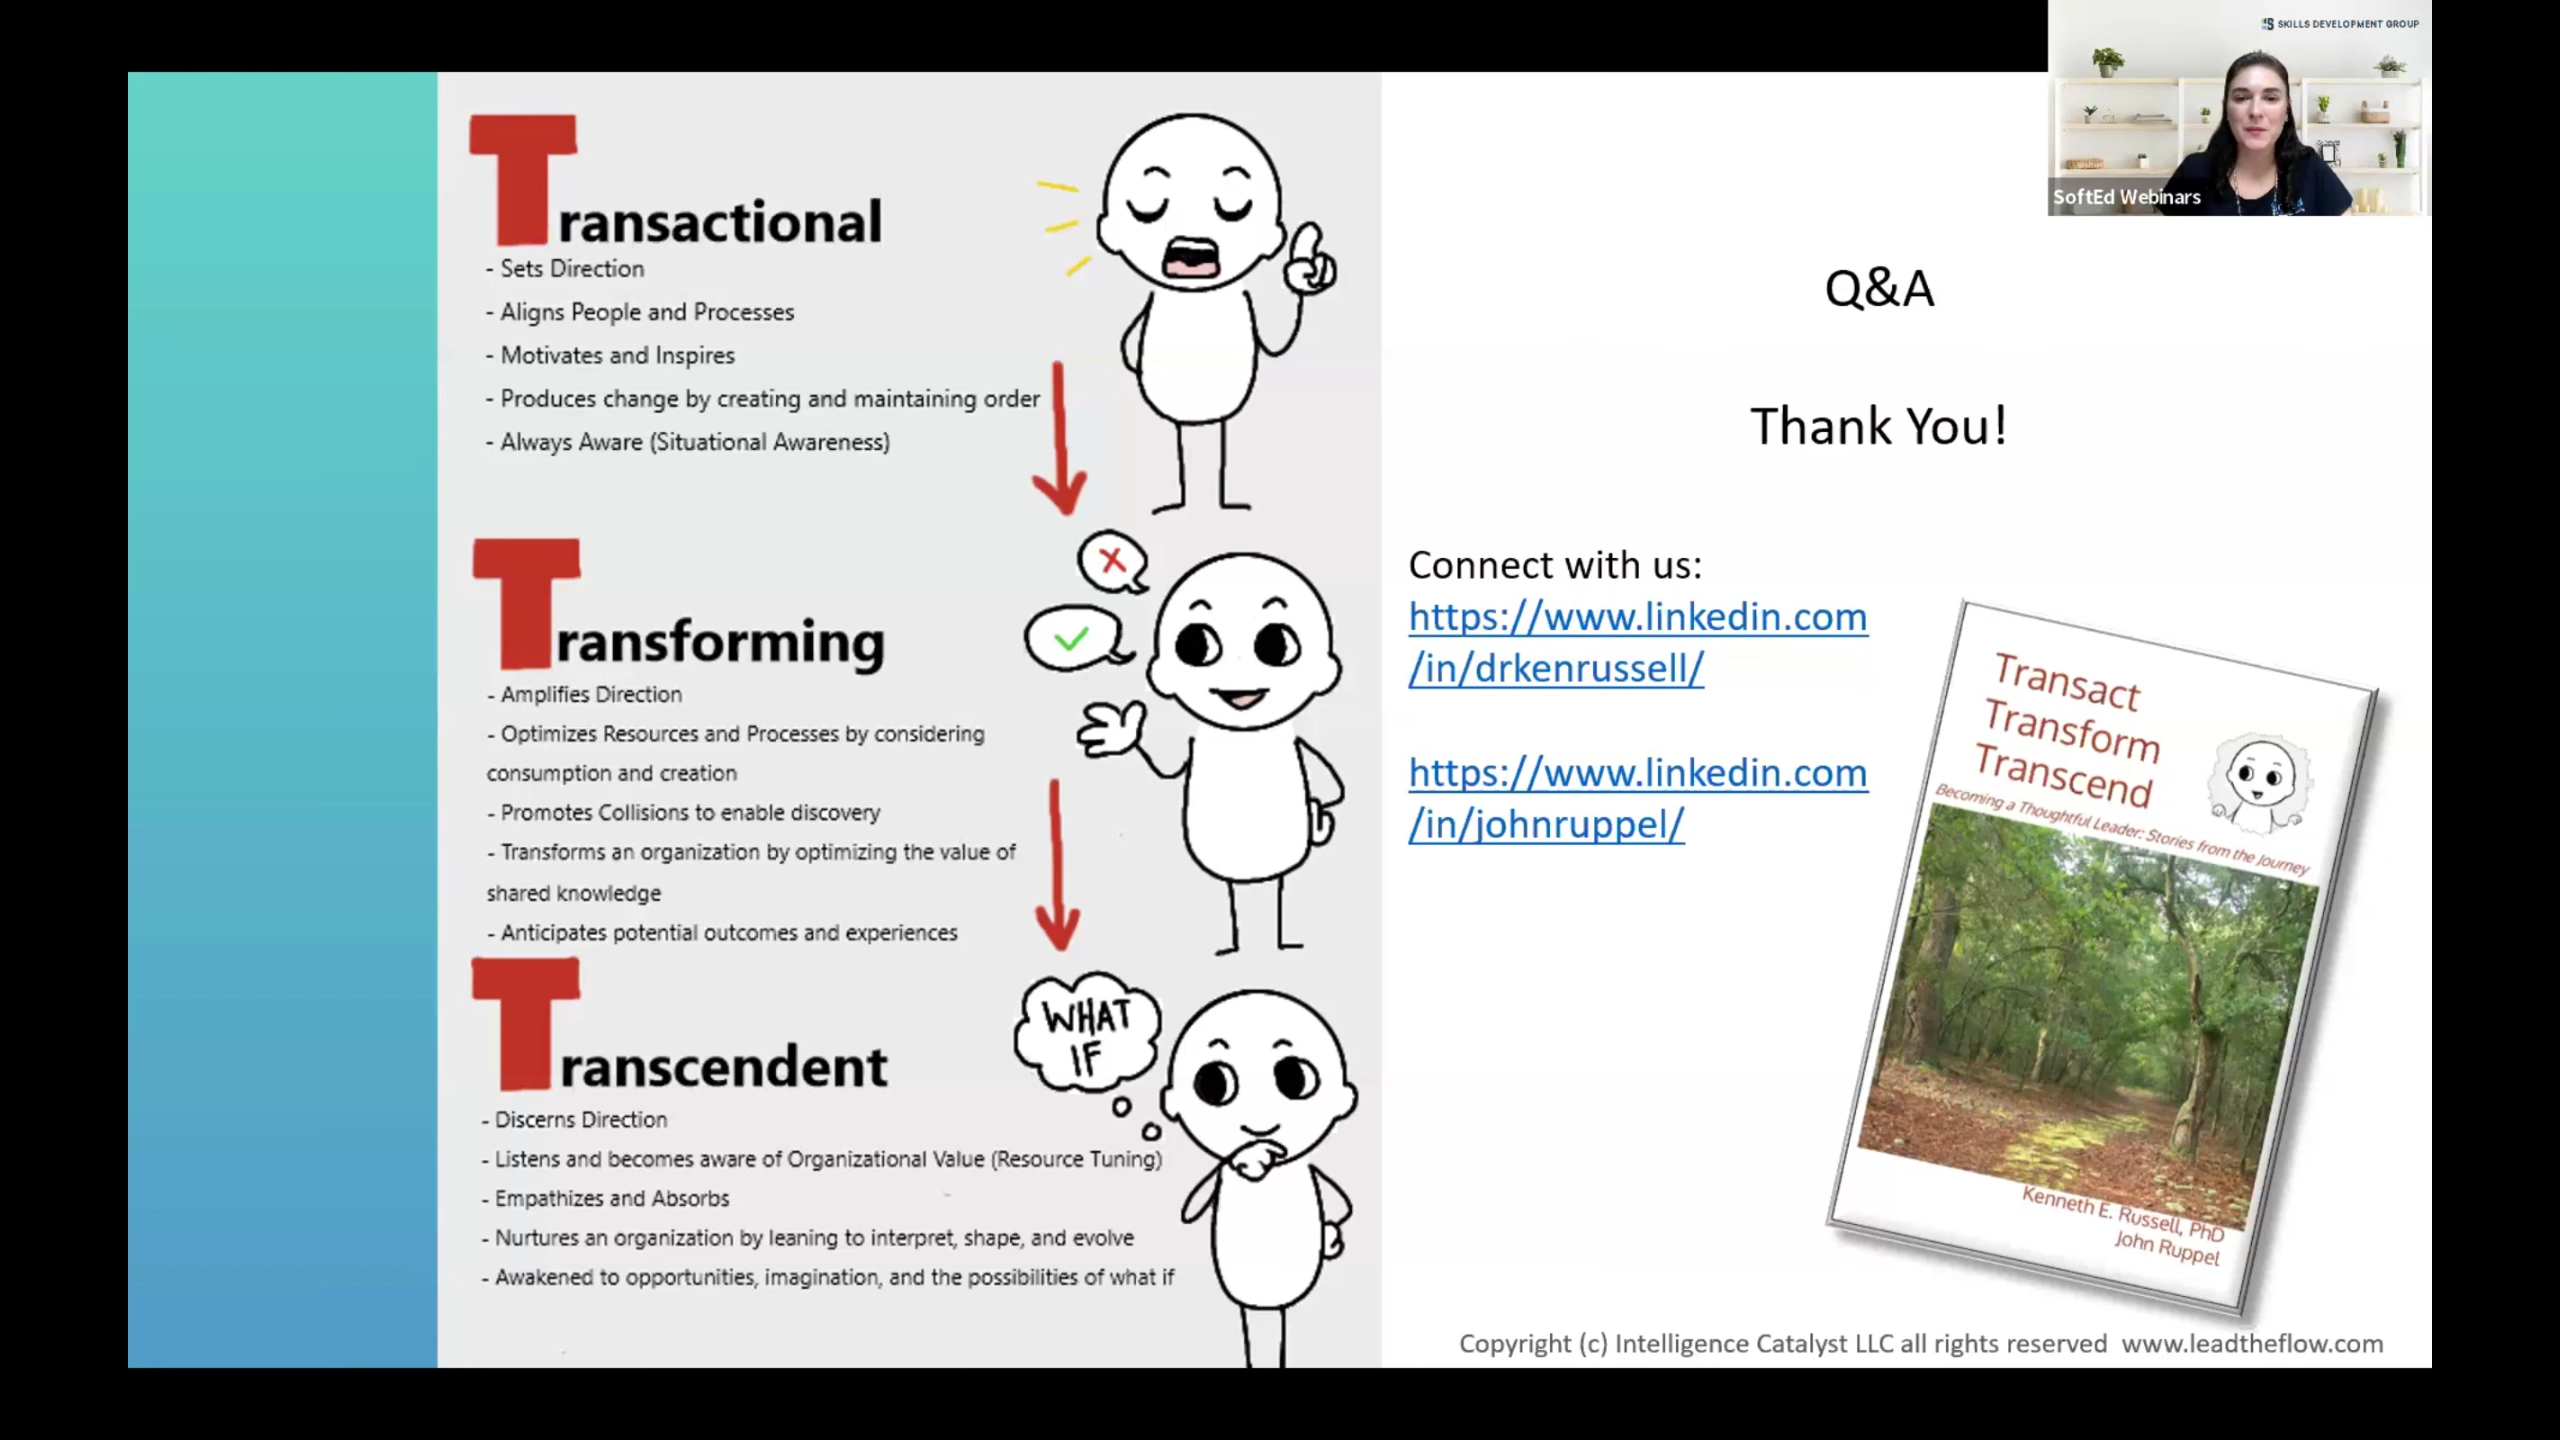 SKILLS DEVELOPMENT GROUP
SoftEd Webinars
Transactional
- Sets Direction
- Aligns People and Processes
- Motivates and Inspires
- Produces change by creating and maintaining order
- Always Aware (Situational Awareness)
Transforming
- Amplifies Direction
- Optimizes Resources and Processes by considering
consumption and creation
- Promotes Collisions to enable discovery
- Transforms an organization by optimizing the value of
shared knowledge
- Anticipates potential outcomes and experiences
WHAT
IF
Transcendent
- Discerns Direction
- Listens and becomes aware of Organizational Value (Resource Tuning)
- Empathizes and Absorbs
- Nurtures an organization by leaning to interpret, shape, and evolve
- Awakened to opportunities, imagination, and the possibilities of what if
Q&A
Thank You!
Connect with us:
https://www.linkedin.com
/in/drkenrussell/
https://www.linkedin.com
/in/johnruppel/
Transact
Transform
Transcend
Becoming a Thoughtful Leader: Stories from the Journey
Kenneth E. Russell, PhD
John Ruppel
Copyright (c) Intelligence Catalyst LLC all rights reserved www.leadtheflow.com